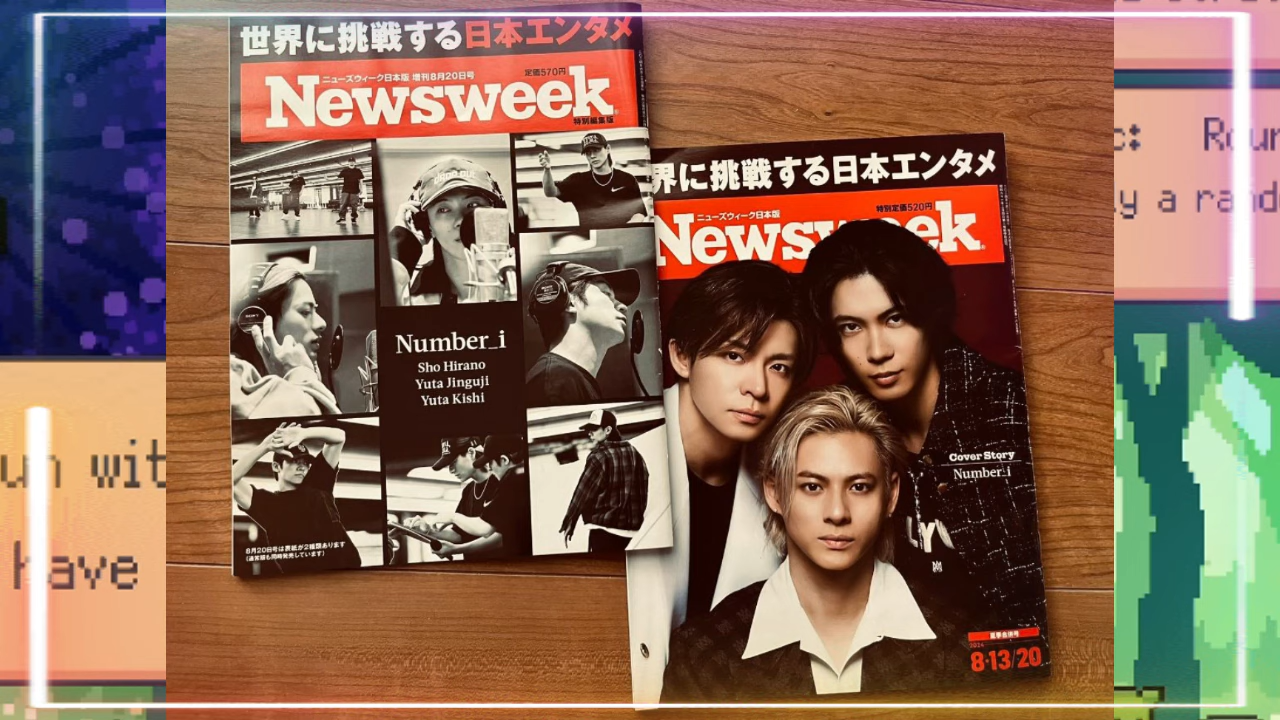 世界に挑戦する日本エンタメ
ニューズウィーク日本版 増刊8月20日号
定価570円
Newsweek
特別編集版
Number_i
Sho Hirano
Yuta Jinguji
Yuta Kishi
8月20日号は表紙が2種類あります
(通常版も同時発売しています)
界に挑戦する日本エンタメ
ニューズウィーク日本版
特別定価520円
Newsweek
Cover Story
Number_i
夏季合併号
2024
8・13/20
un wit
have
c: Roun
y a rand